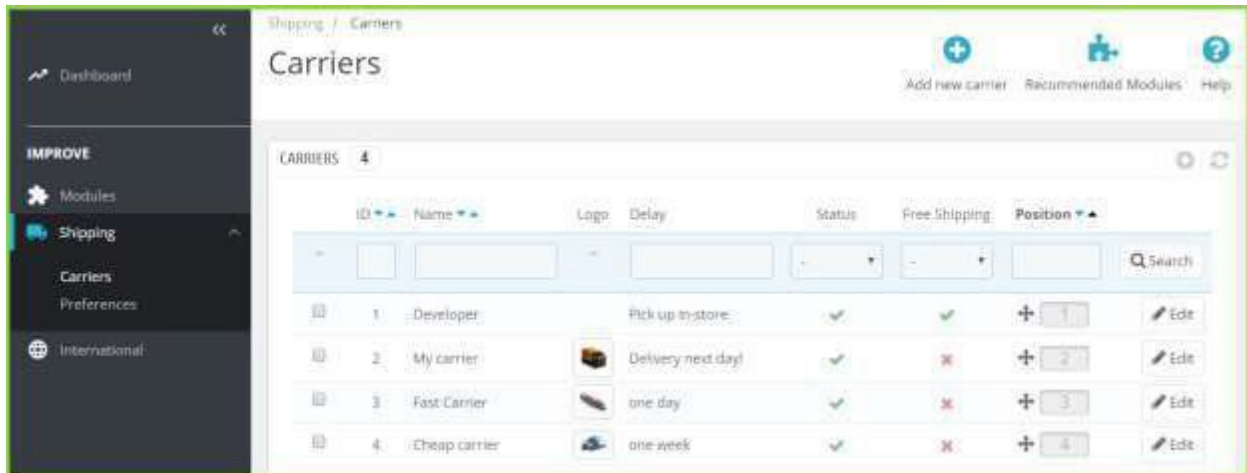 Shipping / Carriers
Carriers
Add new carrier Recommended Modules Help
Dashboard
IMPROVE
Modules
Shipping
Carriers
Preferences
International
CARRIERS 4
ID Name Logo Delay Status Free Shipping Position
-- -- - - Search
1 Developer Pick up in-store 1 Edit
2 My carrier Delivery next day! 2 Edit
3 Fast Carrier one day 3 Edit
4 Cheap carrier one week 4 Edit